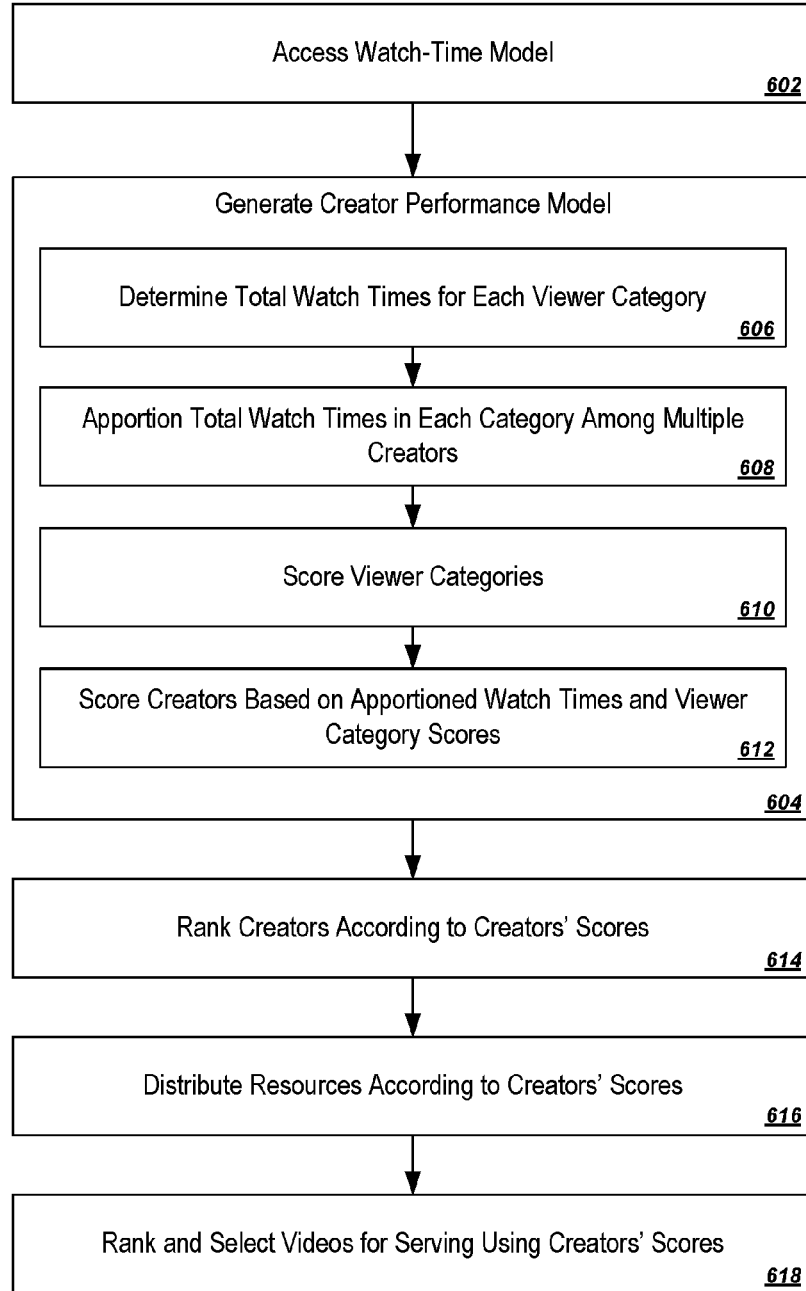 Access Watch-Time Model
602
Generate Creator Performance Model
Determine Total Watch Times for Each Viewer Category
606
Apportion Total Watch Times in Each Category Among Multiple
Creators
608
Score Viewer Categories
610
Score Creators Based on Apportioned Watch Times and Viewer
Category Scores
612
604
Rank Creators According to Creators' Scores
614
Distribute Resources According to Creators' Scores
616
Rank and Select Videos for Serving Using Creators' Scores
618